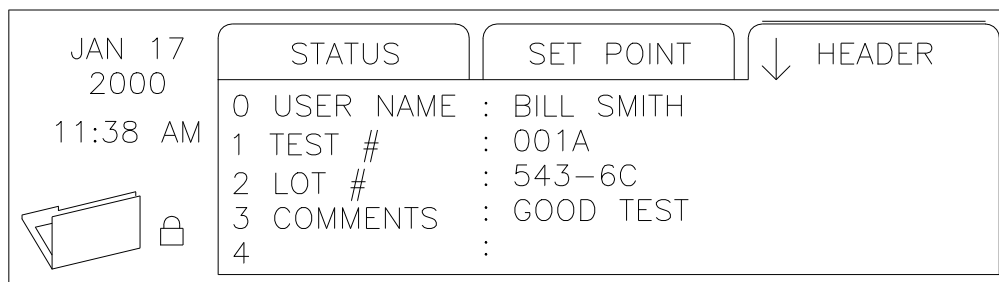 JAN 17
2000
11:38 AM
STATUS
SET POINT
HEADER
0 USER NAME : BILL SMITH
1 TEST # : 001A
2 LOT # : 543-6C
3 COMMENTS : GOOD TEST
4 :